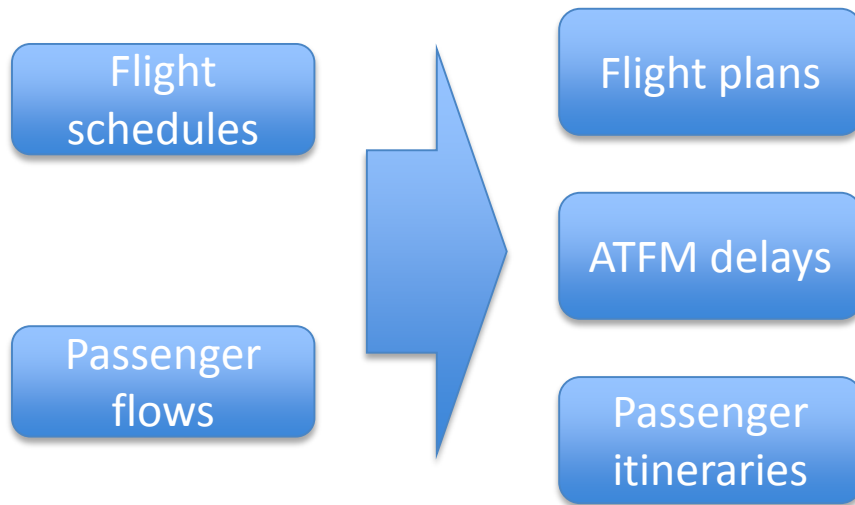 Flight
schedules
Passenger
flows
Flight plans
ATFM delays
Passenger
itineraries